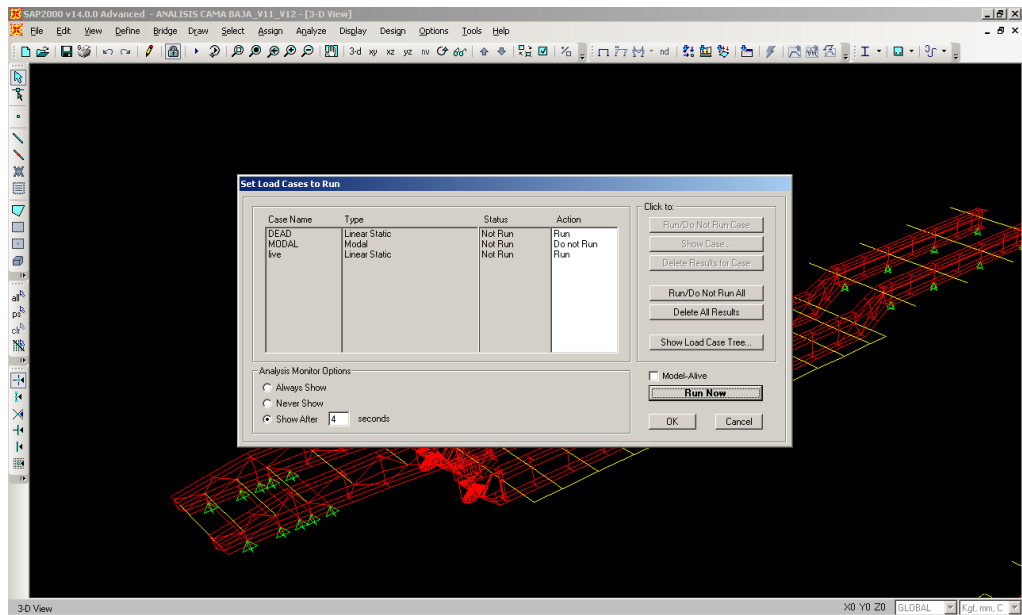 SAP2000 v14.0.0 Advanced - ANALISIS CAMA BAJA_V11_V12 - [3-D View]
File Edit View Define Bridge Draw Select Assign Analyze Display Design Options Tools Help
3-d xy xz yz nv nd
all
ps
clr
Set Load Cases to Run
Case Name Type Status Action
DEAD Linear Static Not Run Run
MODAL Modal Not Run Do not Run
live Linear Static Not Run Run
Click to:
Run/Do Not Run Case
Show Case...
Delete Results for Case
Run/Do Not Run All
Delete All Results
Show Load Case Tree...
Analysis Monitor Options
Always Show
Never Show
Show After 4 seconds
Model-Alive
Run Now
OK Cancel
3-D View X0 Y0 Z0 GLOBAL Kgf, mm, C